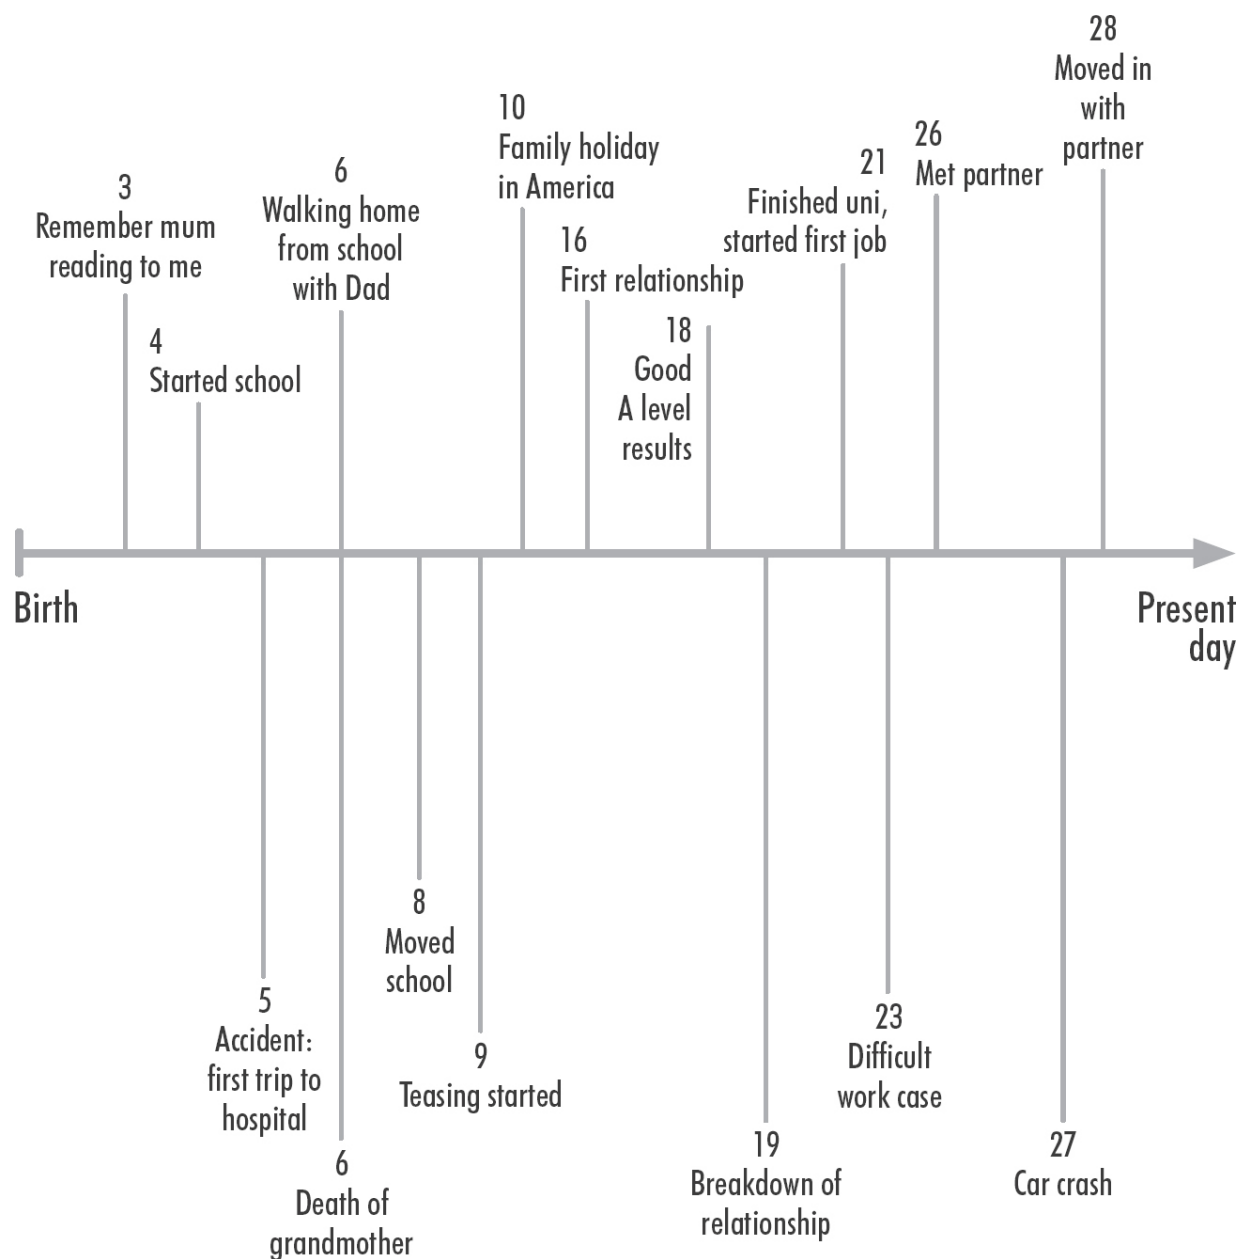 3
Remember mum
reading to me
4
Started school
6
Walking home
from school
with Dad
10
Family holiday
in America
16
First relationship
18
Good
A level
results
21
Finished uni,
started first job
26
Met partner
28
Moved in
with
partner
Birth
Present
day
5
Accident:
first trip to
hospital
6
Death of
grandmother
8
Moved
school
9
Teasing started
19
Breakdown of
relationship
23
Difficult
work case
27
Car crash